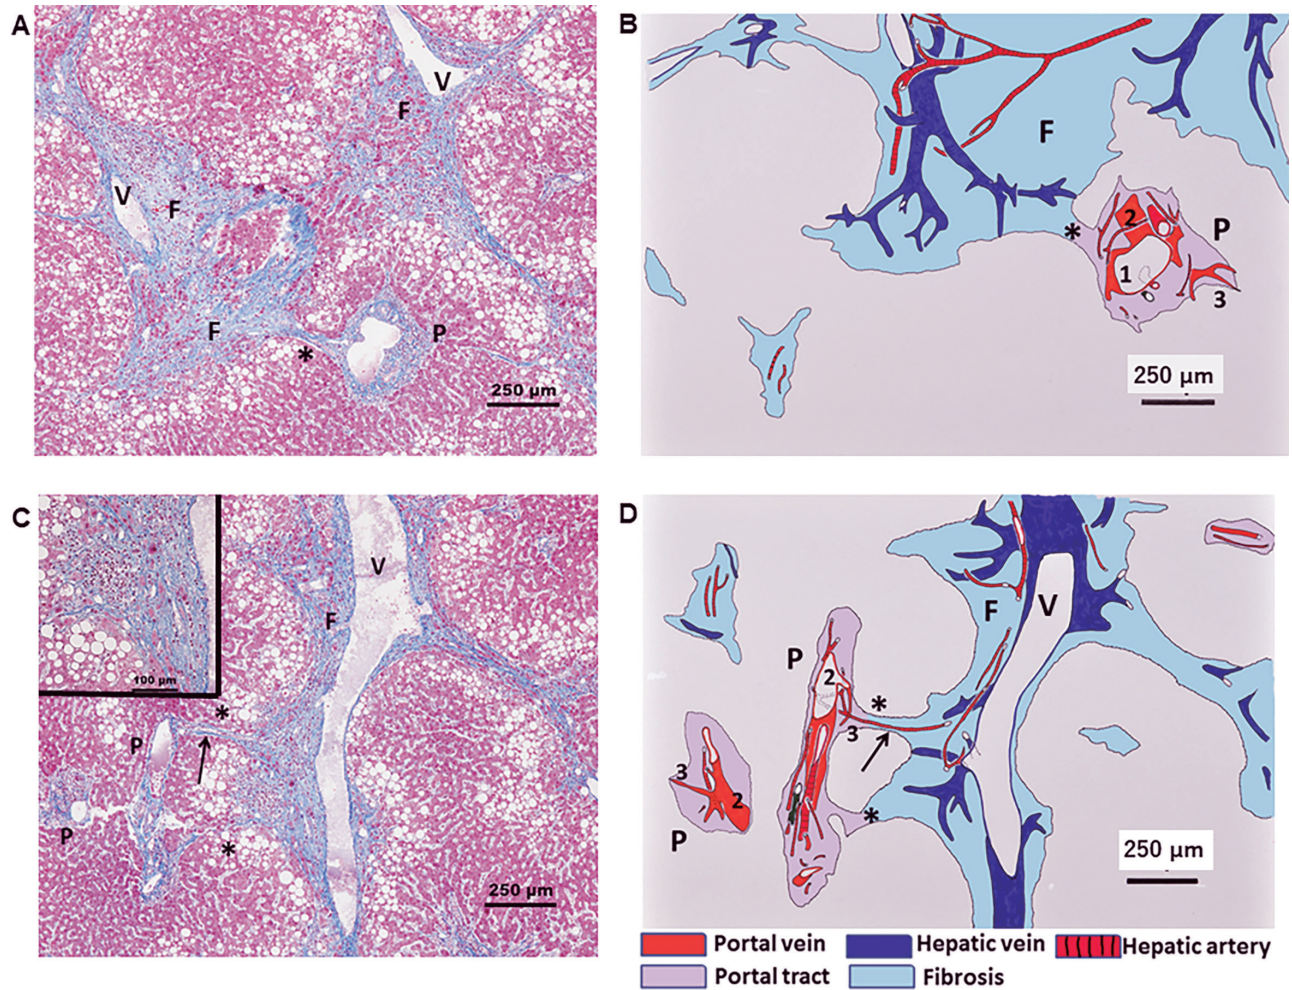 A
V
F
V
F
F
P
*
250 µm
B
F
P
2
*
1
3
250 µm
C
V
F
100 µm
*
P
P
*
250 µm
D
F
V
P
2
*
3
3
2
*
P
250 µm
Portal vein Hepatic vein Hepatic artery
Portal tract Fibrosis